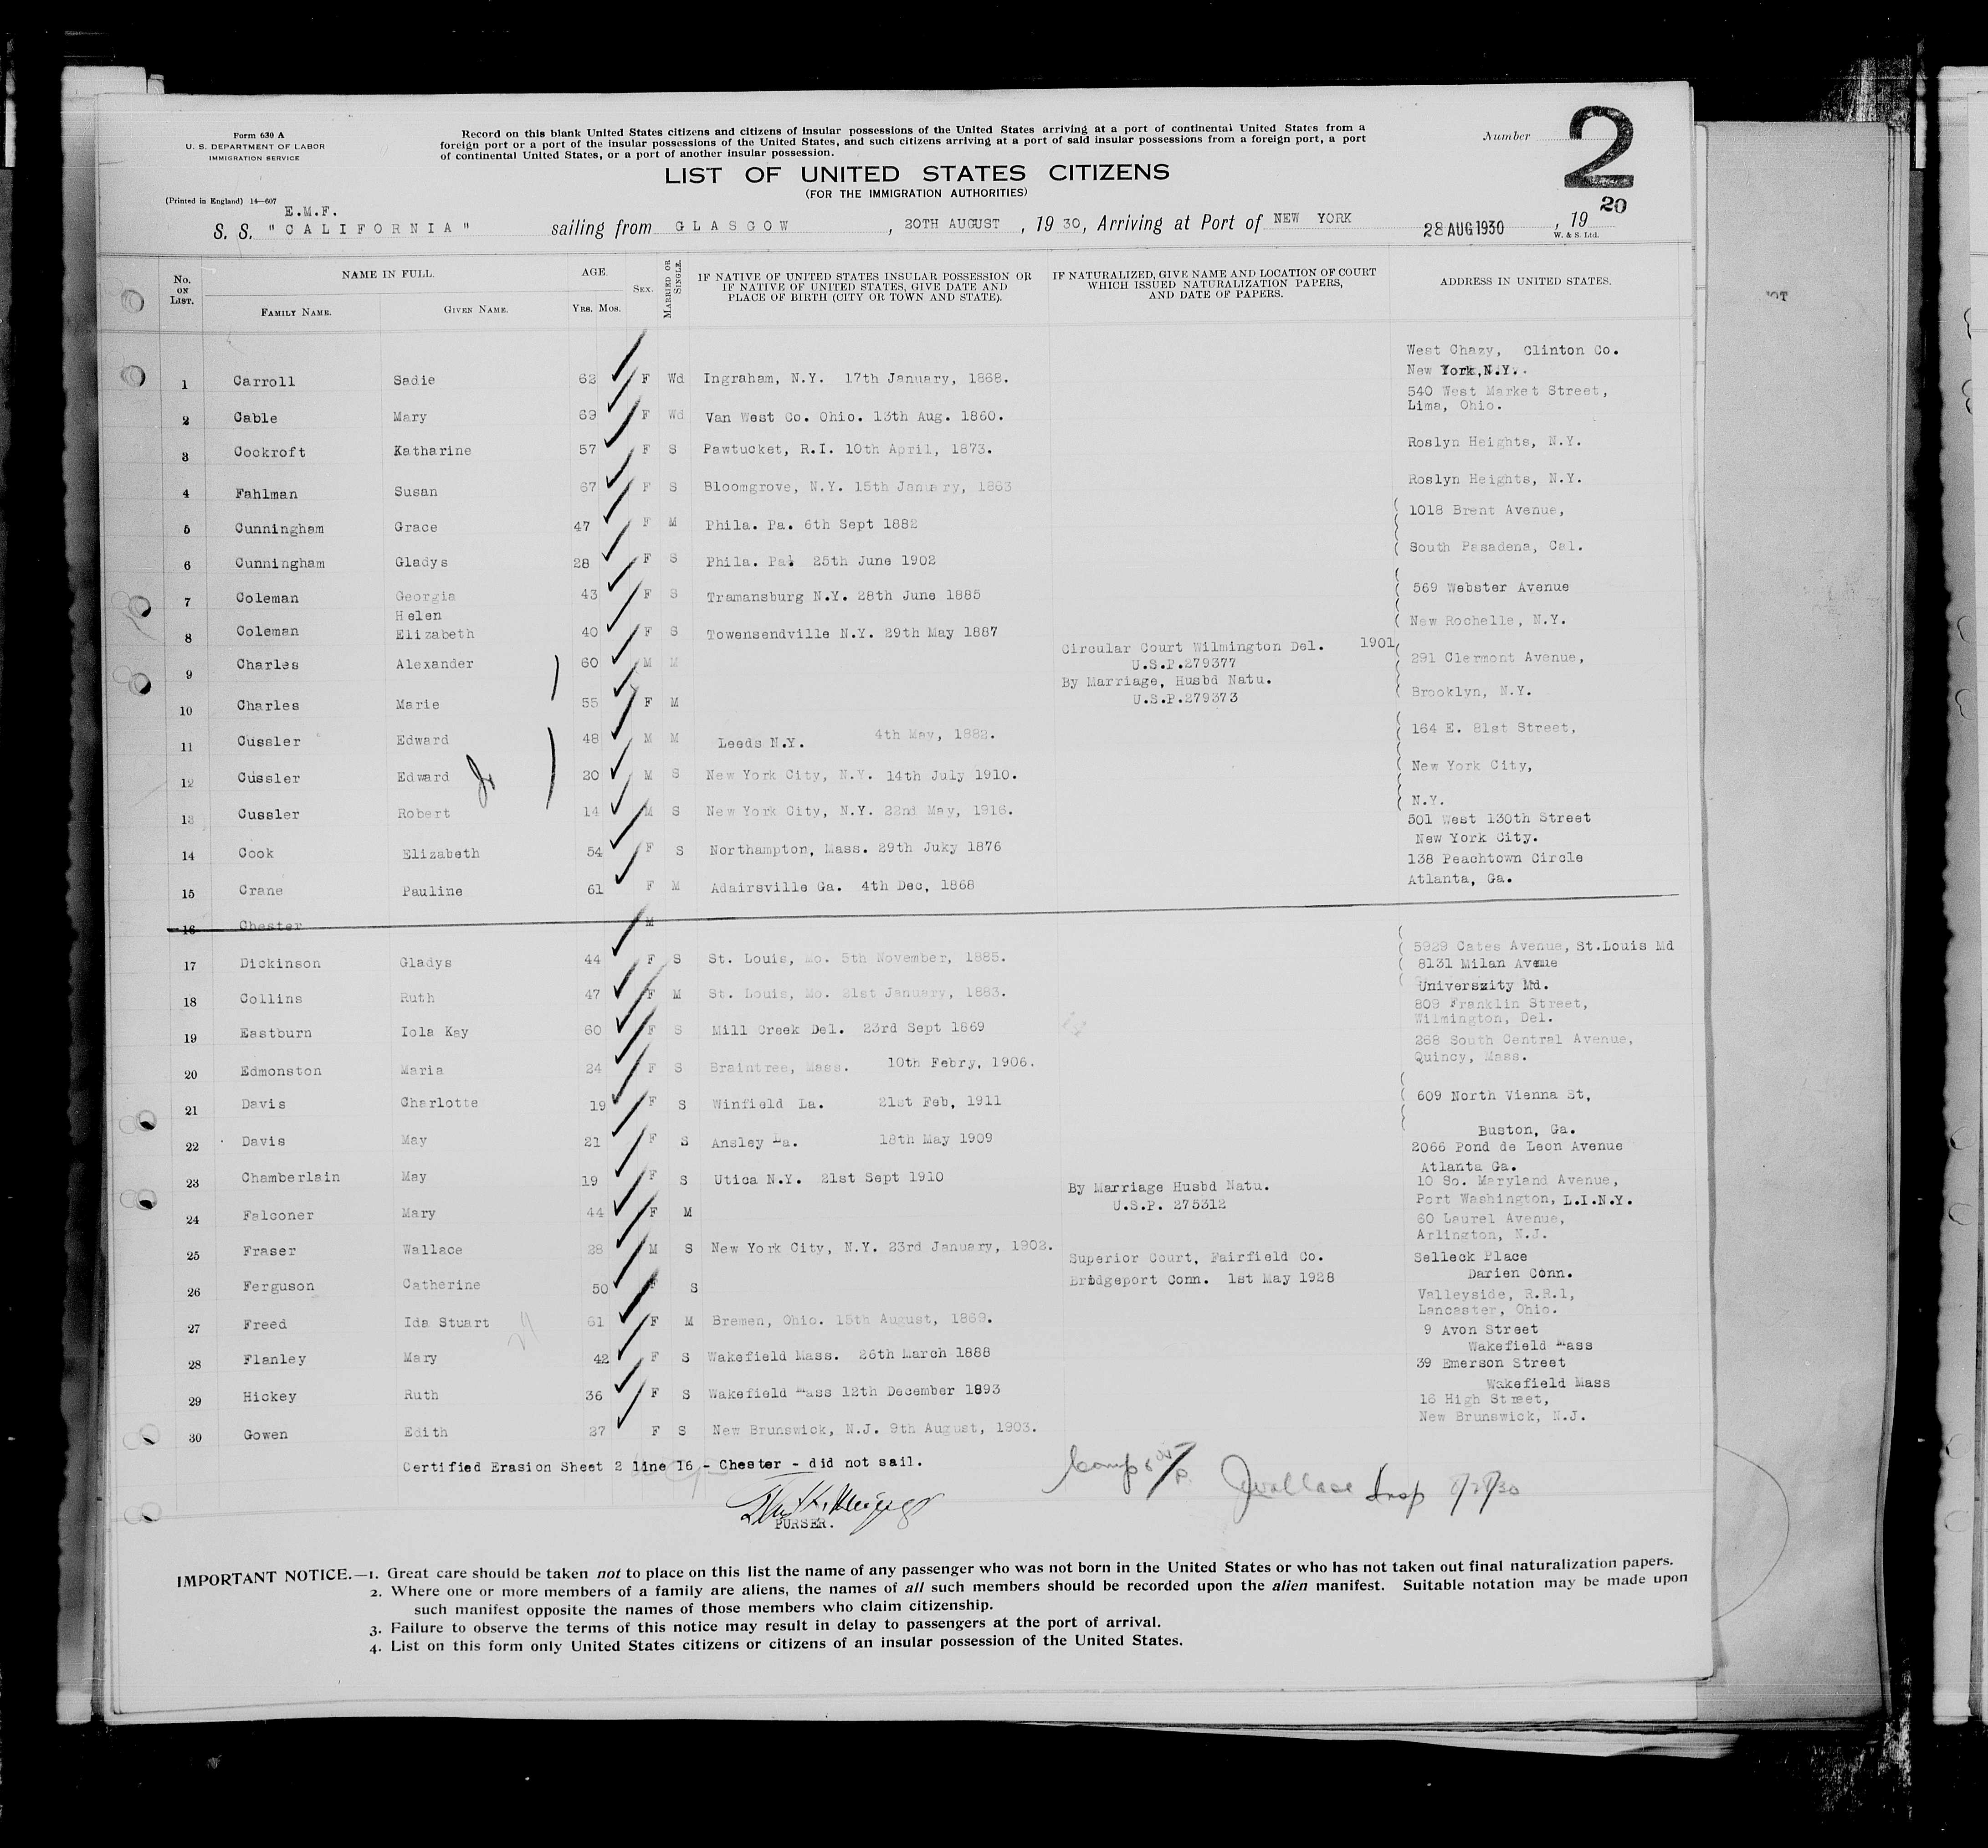 Form 630 A
U. S. DEPARTMENT OF LABOR
IMMIGRATION SERVICE
Record on this blank United States citizens and citizens of insular possessions of the United States arriving at a port of continental United States from a
foreign port or a port of the insular possessions of the United States, and such citizens arriving at a port of said insular possessions from a foreign port, a port
of continental United States, or a port of another insular possession.
Number 2
LIST OF UNITED STATES CITIZENS
(FOR THE IMMIGRATION AUTHORITIES)
(Printed in England) 14—607
E.M.F.
20
S. S. "CALIFORNIA" sailing from GLASGOW, 20TH AUGUST, 19 30, Arriving at Port of NEW YORK 28 AUG 1930, 19
W. & S. Ltd.
No. ON LIST.
NAME IN FULL.
FAMILY NAME.
GIVEN NAME.
AGE.
YRS. MOS.
SEX.
MARRIED OR SINGLE.
IF NATIVE OF UNITED STATES INSULAR POSSESSION OR
IF NATIVE OF UNITED STATES, GIVE DATE AND
PLACE OF BIRTH (CITY OR TOWN AND STATE).
IF NATURALIZED, GIVE NAME AND LOCATION OF COURT
WHICH ISSUED NATURALIZATION PAPERS,
AND DATE OF PAPERS.
ADDRESS IN UNITED STATES.
West Chazy, Clinton Co.
1 Carroll Sadie 62 F Wd Ingraham, N.Y. 17th January, 1868. New York, N.Y.
540 West Market Street,
2 Cable Mary 69 F Wd Van West Co. Ohio. 13th Aug. 1860. Lima, Ohio.
3 Cockroft Katharine 57 F S Pawtucket, R.I. 10th April, 1873. Roslyn Heights, N.Y.
4 Fahlman Susan 67 F S Bloomgrove, N.Y. 15th January, 1863 Roslyn Heights, N.Y.
5 Cunningham Grace 47 F M Phila. Pa. 6th Sept 1882 1018 Brent Avenue,
6 Cunningham Gladys 28 F S Phila. Pa. 25th June 1902 South Pasadena, Cal.
7 Coleman Georgia 43 F S Tramansburg N.Y. 28th June 1885 569 Webster Avenue
Helen
8 Coleman Elizabeth 40 F S Towensendville N.Y. 29th May 1887 New Rochelle, N.Y.
Circular Court Wilmington Del. 1901
9 Charles Alexander 60 M M U.S.P.279377 291 Clermont Avenue,
By Marriage, Husbd Natu.
10 Charles Marie 55 F M U.S.P.279373 Brooklyn, N.Y.
11 Cussler Edward 48 M M Leeds N.Y. 4th May, 1882. 164 E. 81st Street,
12 Cussler Edward Jr 20 M S New York City, N.Y. 14th July 1910. New York City,
N.Y.
13 Cussler Robert 14 M S New York City, N.Y. 22nd May, 1916.
501 West 130th Street
14 Cook Elizabeth 54 F S Northampton, Mass. 29th Juky 1876 New York City.
138 Peachtown Circle
15 Crane Pauline 61 F M Adairsville Ga. 4th Dec, 1868 Atlanta, Ga.
16 Chester M
5929 Cates Avenue, St.Louis Md
17 Dickinson Gladys 44 F S St. Louis, Mo. 5th November, 1885. 8131 Milan Avenue
18 Collins Ruth 47 F M St. Louis, Mo. 21st January, 1883. Universzity Md.
809 Franklin Street,
19 Eastburn Iola Kay 60 F S Mill Creek Del. 23rd Sept 1869 Wilmington, Del.
268 South Central Avenue,
20 Edmonston Maria 24 F S Braintree, Mass. 10th Febry, 1906. Quincy, Mass.
21 Davis Charlotte 19 F S Winfield La. 21st Feb, 1911 609 North Vienna St,
22 Davis May 21 F S Ansley La. 18th May 1909 Buston, Ga.
2066 Pond de Leon Avenue
23 Chamberlain May 19 F S Utica N.Y. 21st Sept 1910 Atlanta Ga.
By Marriage Husbd Natu. 10 So. Maryland Avenue,
24 Falconer Mary 44 F M U.S.P. 275312 Port Washington, L.I.N.Y.
60 Laurel Avenue,
25 Fraser Wallace 28 M S New York City, N.Y. 23rd January, 1902. Arlington, N.J.
Superior Court, Fairfield Co. Selleck Place
26 Ferguson Catherine 50 F S Bridgeport Conn. 1st May 1928 Darien Conn.
Valleyside, R.R.1,
27 Freed Ida Stuart 61 F M Bremen, Ohio. 15th August, 1869. Lancaster, Ohio.
9 Avon Street
28 Flanley Mary 42 F S Wakefield Mass. 26th March 1888 Wakefield Mass
39 Emerson Street
29 Hickey Ruth 36 F S Wakefield Mass 12th December 1893 Wakefield Mass
16 High Street,
30 Gowen Edith 27 F S New Brunswick, N.J. 9th August, 1903. New Brunswick, N.J.
Certified Erasion Sheet 2 line 16 - Chester - did not sail.
Wallace Insp
PURSER.
IMPORTANT NOTICE.—1. Great care should be taken not to place on this list the name of any passenger who was not born in the United States or who has not taken out final naturalization papers.
2. Where one or more members of a family are aliens, the names of all such members should be recorded upon the alien manifest. Suitable notation may be made upon
such manifest opposite the names of those members who claim citizenship.
3. Failure to observe the terms of this notice may result in delay to passengers at the port of arrival.
4. List on this form only United States citizens or citizens of an insular possession of the United States.